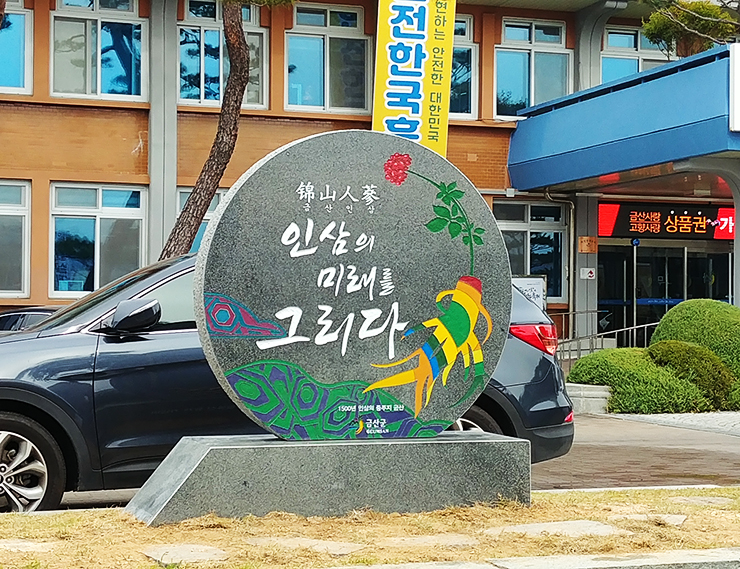 현하는 안전한 대한민국
전한국훈
錦山人蔘
금산인삼
인삼의
미래를
그리다
1500년 인삼의 종주지 금산
금산군
GEUMSAN
금산사랑
고향사랑
상품권
가